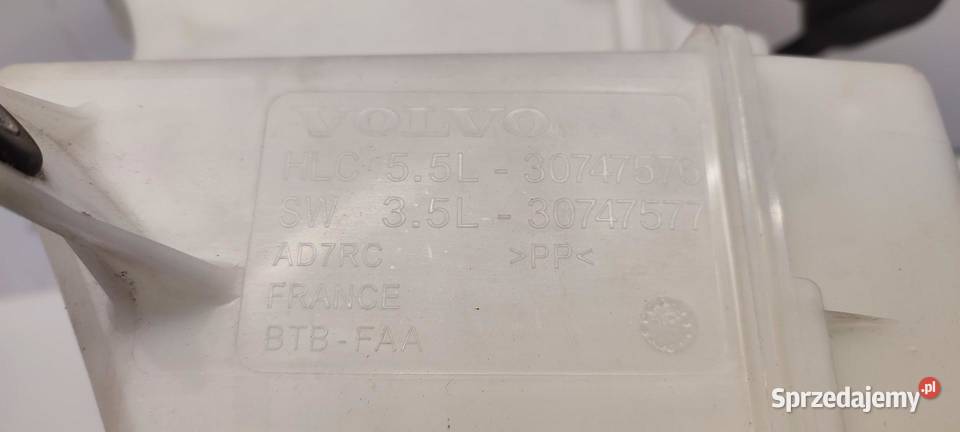 VOLVO
HLC 5.5L - 30747576
SW 3.5L - 30747577
AD7RC >PP<
FRANCE
BTB-FAA
Sprzedajemy.pl